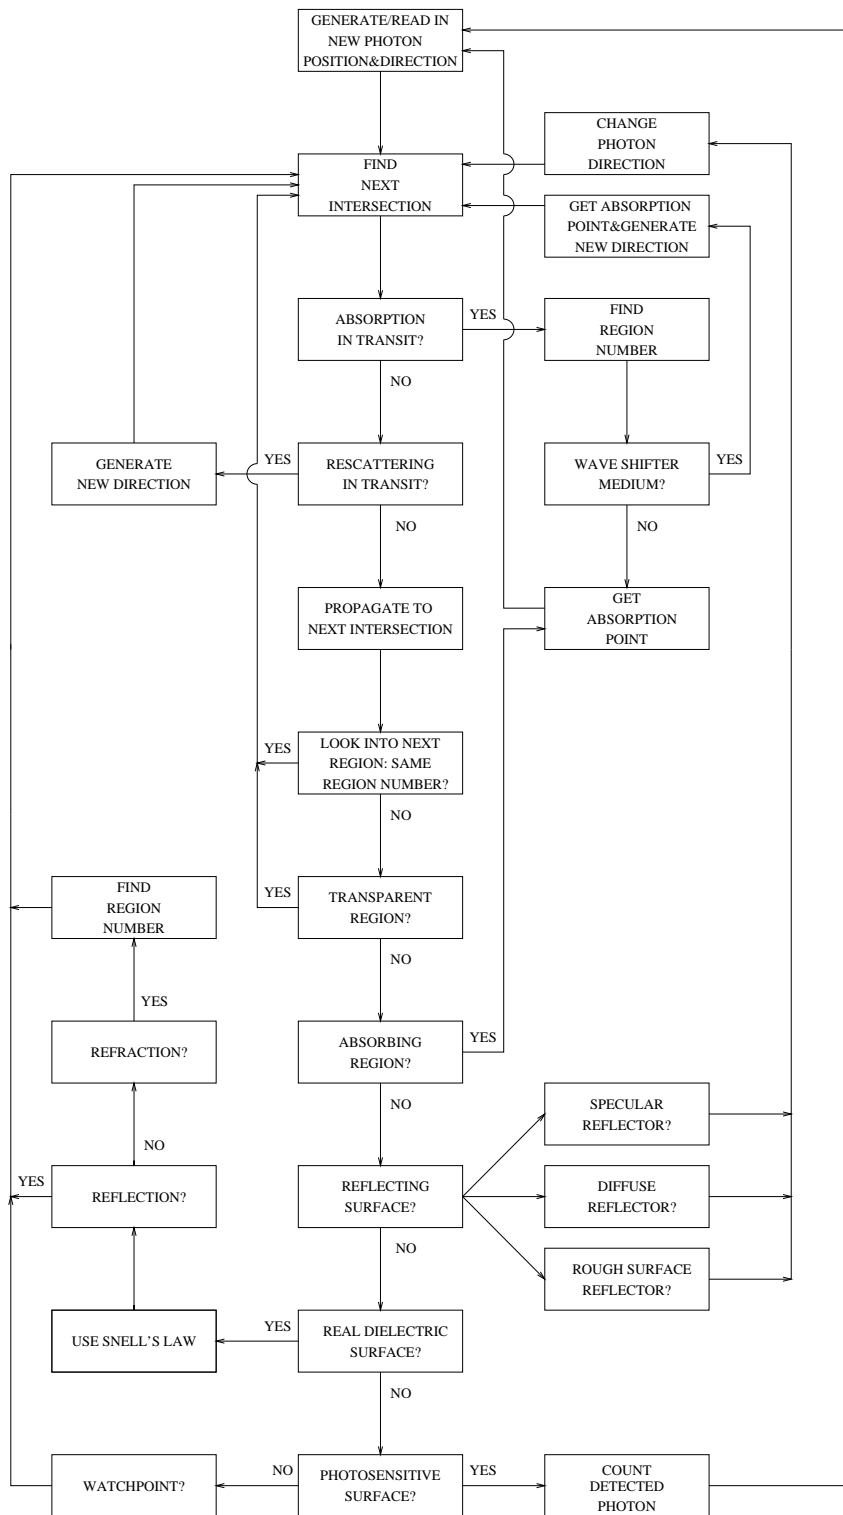 GENERATE/READ IN
NEW PHOTON
POSITION&DIRECTION
CHANGE
PHOTON
DIRECTION
FIND
NEXT
INTERSECTION
GET ABSORPTION
POINT&GENERATE
NEW DIRECTION
ABSORPTION
IN TRANSIT?
YES
FIND
REGION
NUMBER
NO
GENERATE
NEW DIRECTION
YES
RESCATTERING
IN TRANSIT?
WAVE SHIFTER
MEDIUM?
YES
NO
NO
PROPAGATE TO
NEXT INTERSECTION
GET
ABSORPTION
POINT
YES
LOOK INTO NEXT
REGION: SAME
REGION NUMBER?
NO
FIND
REGION
NUMBER
YES
TRANSPARENT
REGION?
NO
YES
REFRACTION?
ABSORBING
REGION?
YES
NO
NO
SPECULAR
REFLECTOR?
YES
REFLECTION?
REFLECTING
SURFACE?
DIFFUSE
REFLECTOR?
NO
ROUGH SURFACE
REFLECTOR?
USE SNELL'S LAW
YES
REAL DIELECTRIC
SURFACE?
NO
WATCHPOINT?
NO
PHOTOSENSITIVE
SURFACE?
YES
COUNT
DETECTED
PHOTON